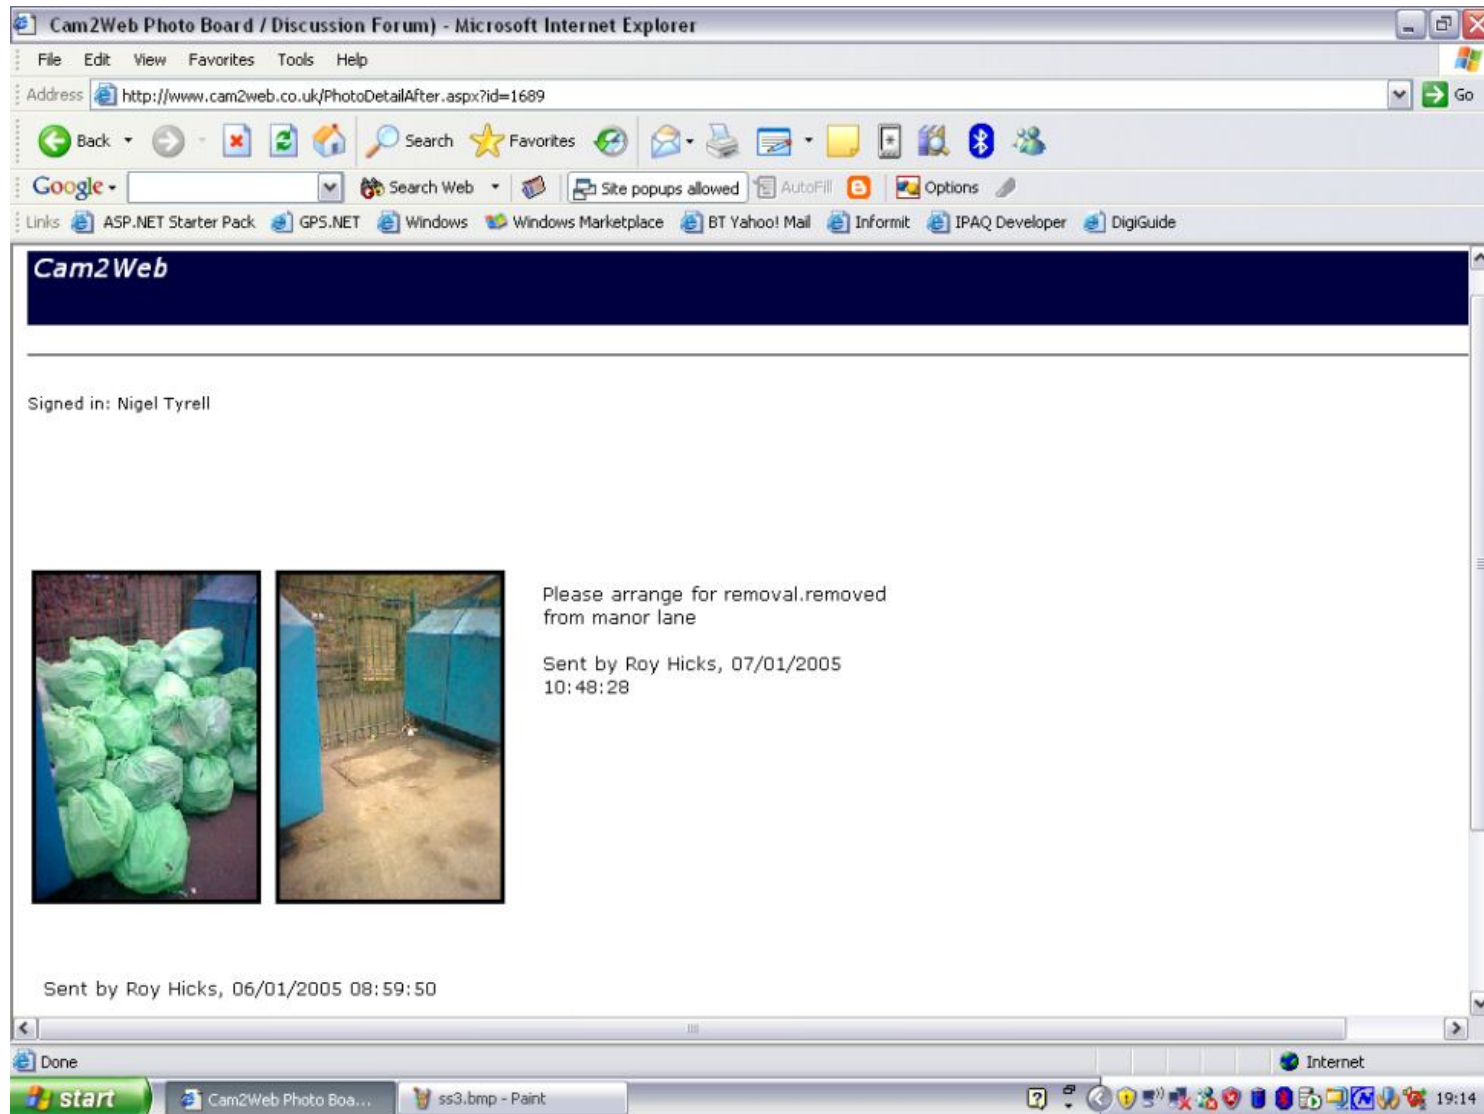 Cam2Web Photo Board / Discussion Forum) - Microsoft Internet Explorer
File Edit View Favorites Tools Help
Address http://www.cam2web.co.uk/PhotoDetailAfter.aspx?id=1689 Go
Back Search Favorites
Google Search Web Site popups allowed AutoFill Options
Links ASP.NET Starter Pack GPS.NET Windows Windows Marketplace BT Yahoo! Mail Informit IPAQ Developer DigiGuide
Cam2Web
Signed in: Nigel Tyrell
Please arrange for removal.removed
from manor lane
Sent by Roy Hicks, 07/01/2005
10:48:28
Sent by Roy Hicks, 06/01/2005 08:59:50
Done Internet
start Cam2Web Photo Boa... ss3.bmp - Paint 19:14